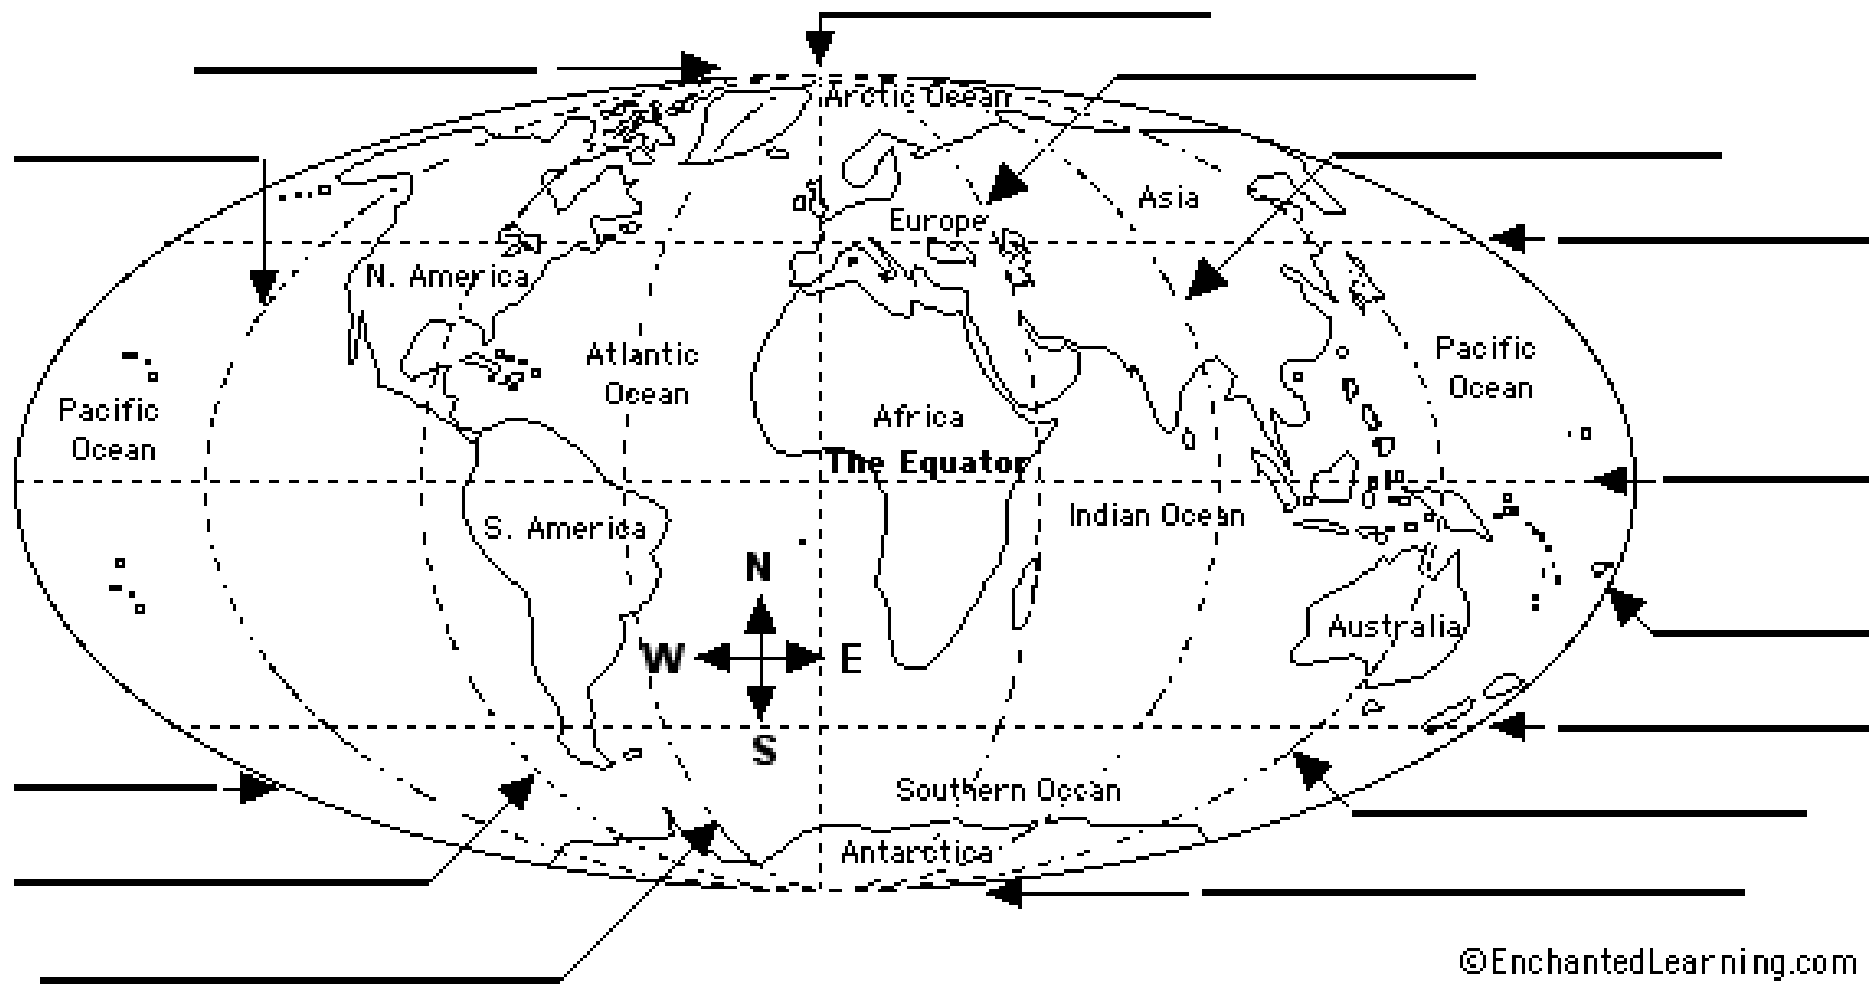 Arctic Ocean
Asia
Europe
N. America
Atlantic
Ocean
Pacific
Ocean
Pacific
Ocean
Africa
The Equator
S. America
Indian Ocean
N
W
E
S
Australia
Southern Ocean
Antarctica
©EnchantedLearning.com